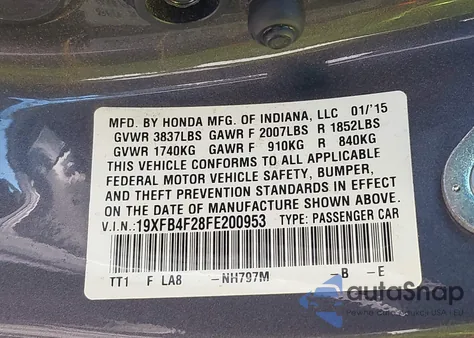 MFD. BY HONDA MFG. OF INDIANA, LLC 01/'15
GVWR 3837LBS GAWR F 2007LBS R 1852LBS
GVWR 1740KG GAWR F 910KG R 840KG
THIS VEHICLE CONFORMS TO ALL APPLICABLE
FEDERAL MOTOR VEHICLE SAFETY, BUMPER,
AND THEFT PREVENTION STANDARDS IN EFFECT
ON THE DATE OF MANUFACTURE SHOWN ABOVE.
V.I.N.:19XFB4F28FE200953 TYPE: PASSENGER CAR
TT1 F LA8 -NH797M -B -E
autoSnap